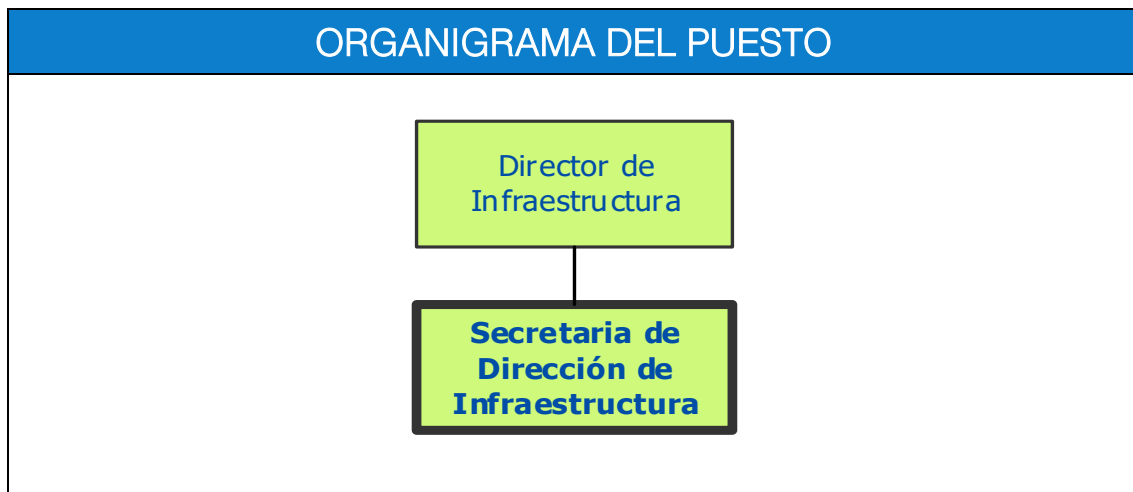 ORGANIGRAMA DEL PUESTO
Director de
Infraestructura
Secretaria de
Dirección de
Infraestructura